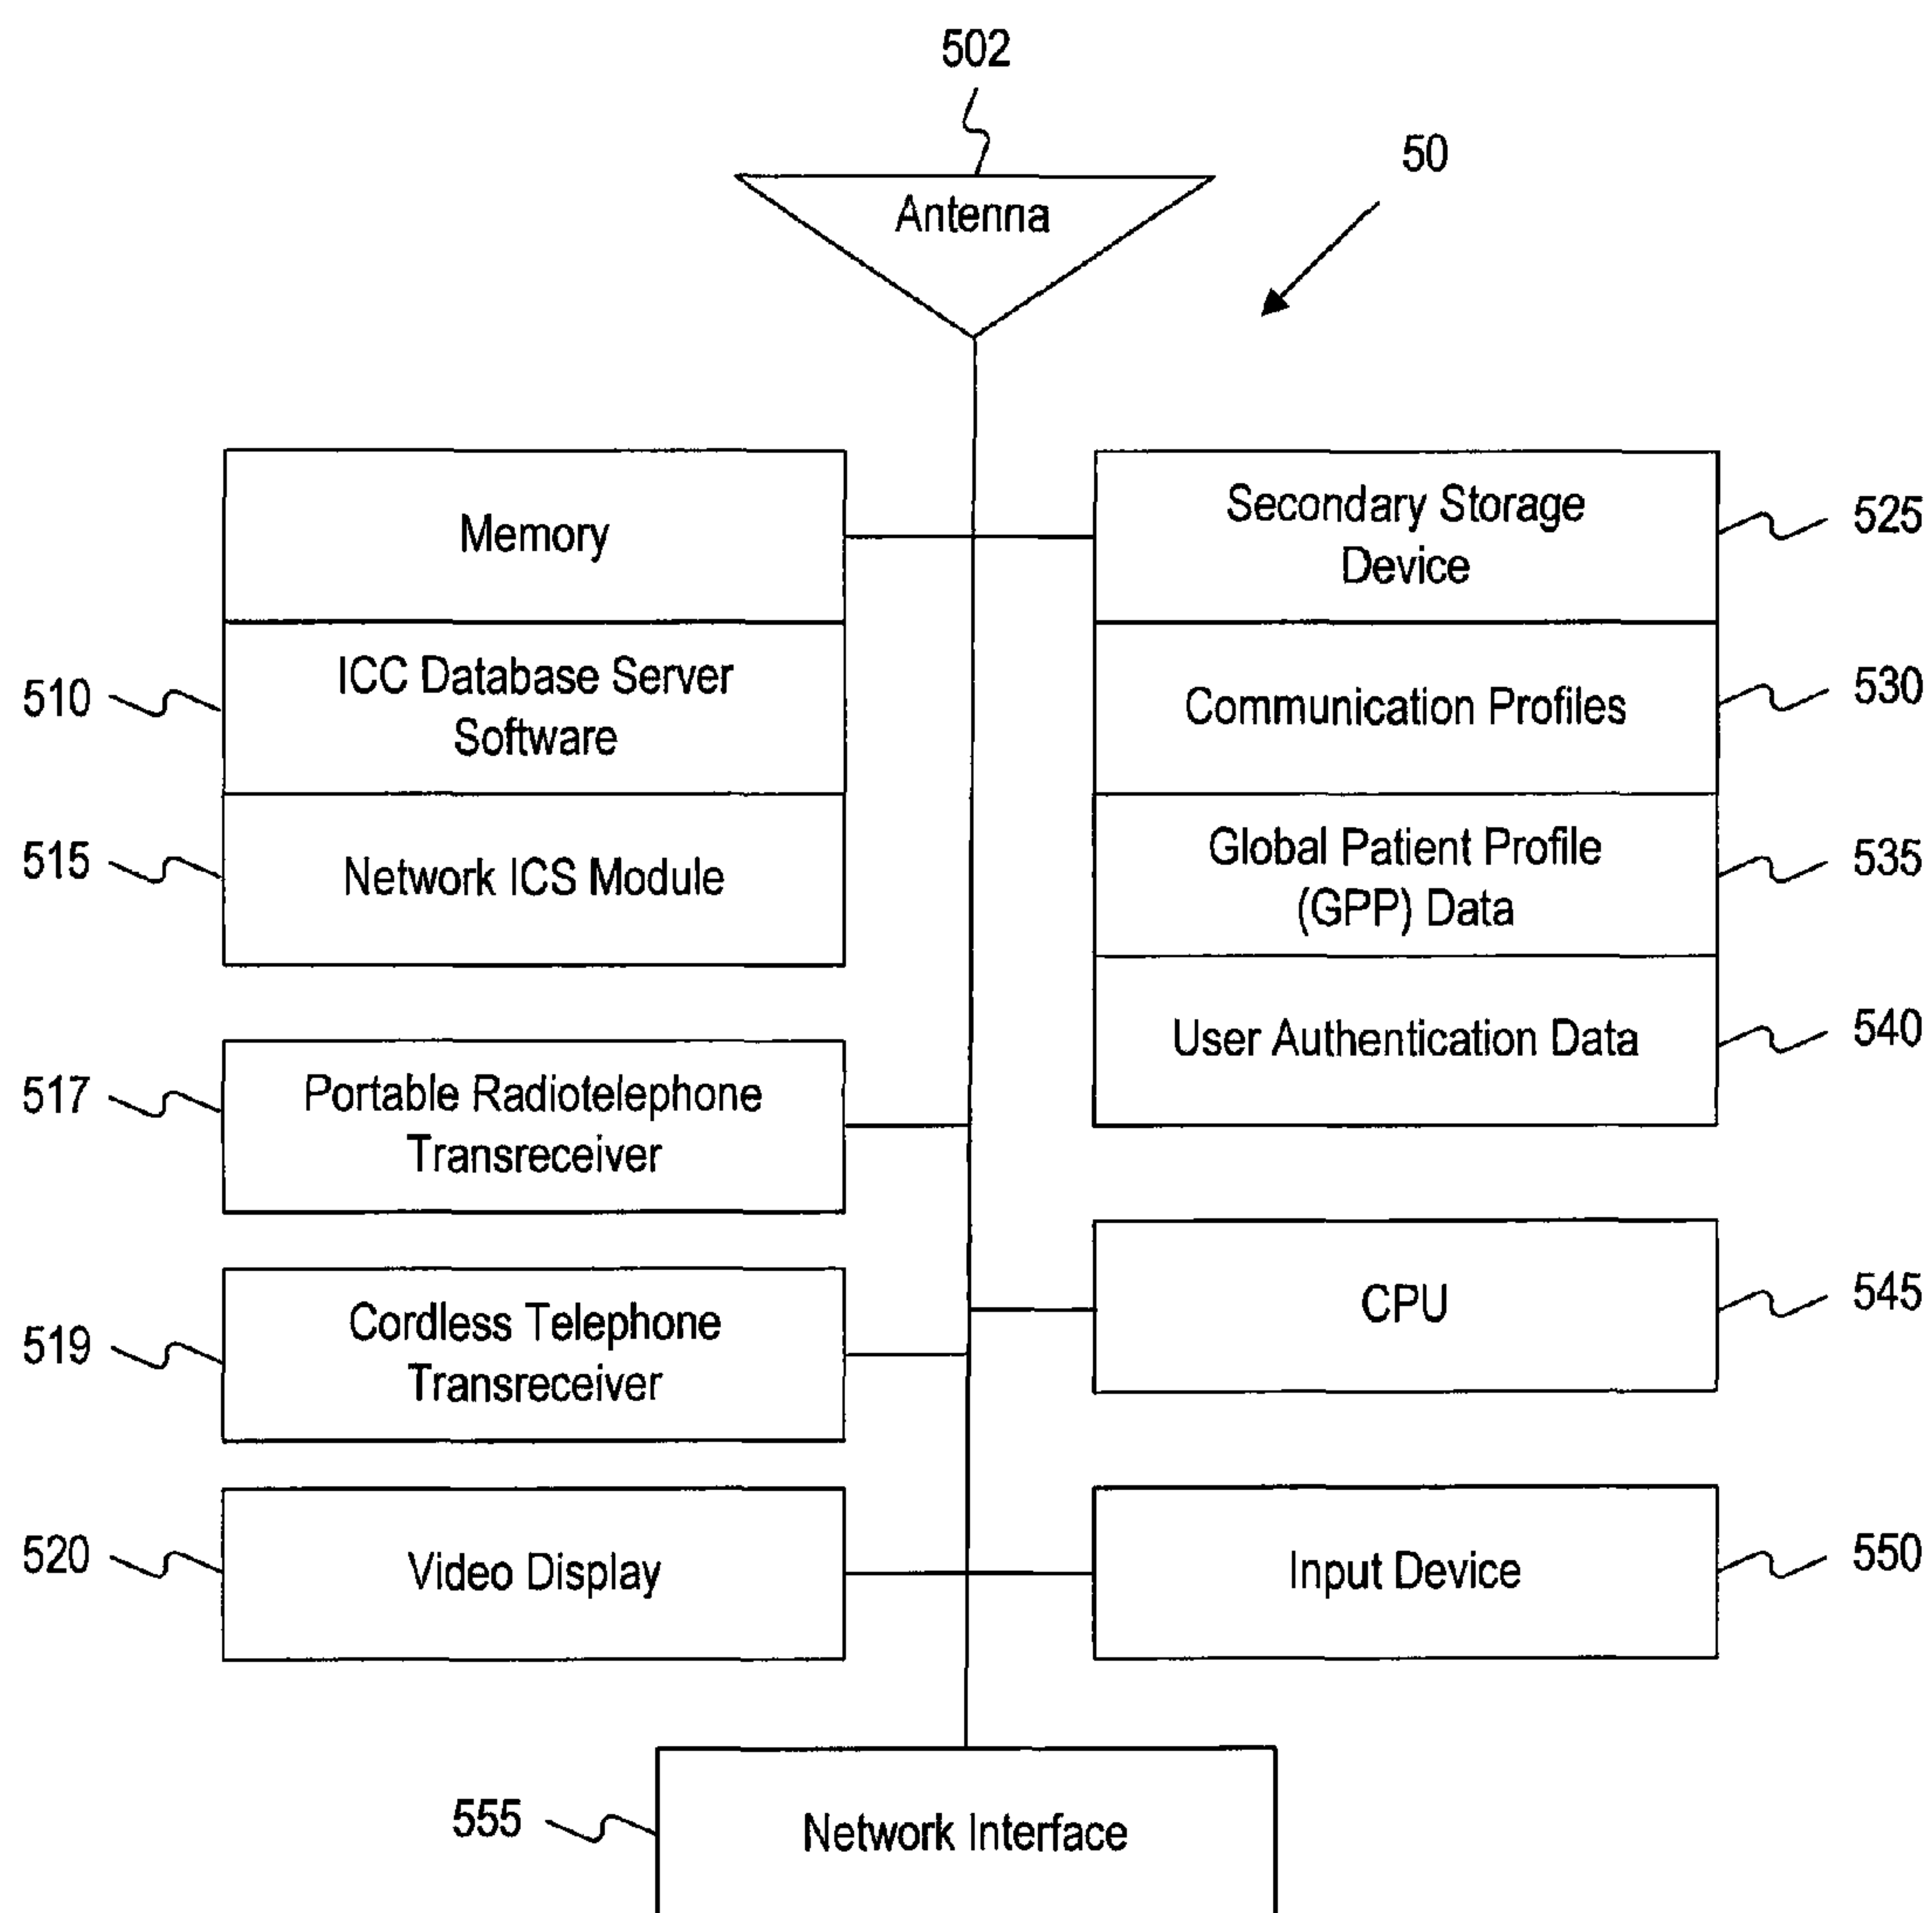 502
50
Antenna
Memory
Secondary Storage
Device
525
510
ICC Database Server
Software
Communication Profiles
530
515
Network ICS Module
Global Patient Profile
(GPP) Data
535
User Authentication Data
540
517
Portable Radiotelephone
Transreceiver
519
Cordless Telephone
Transreceiver
CPU
545
520
Video Display
Input Device
550
555
Network Interface